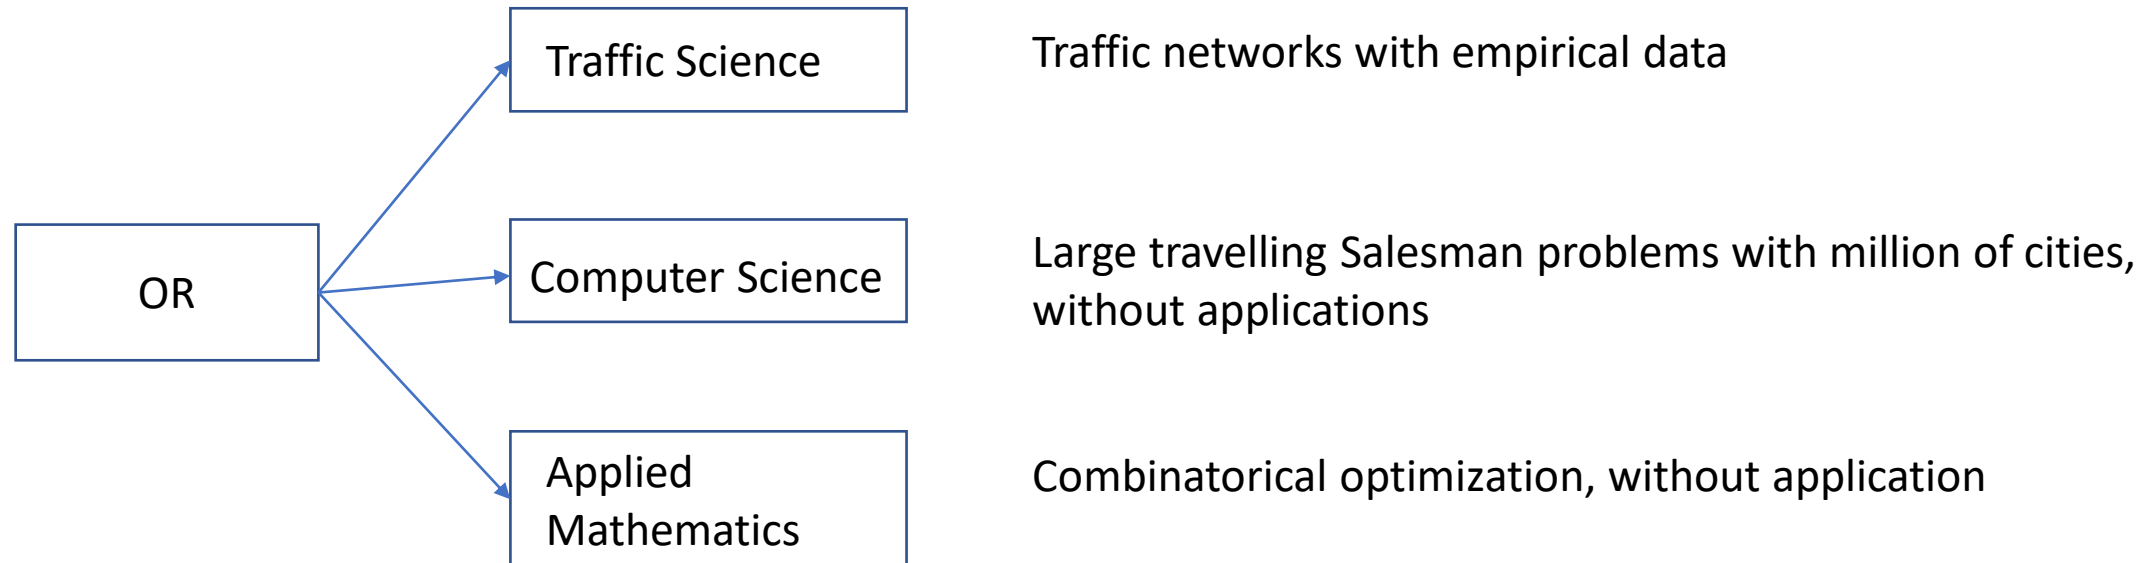 Traffic Science
Traffic networks with empirical data
OR
Computer Science
Large travelling Salesman problems with million of cities,
without applications
Applied
Mathematics
Combinatorical optimization, without application